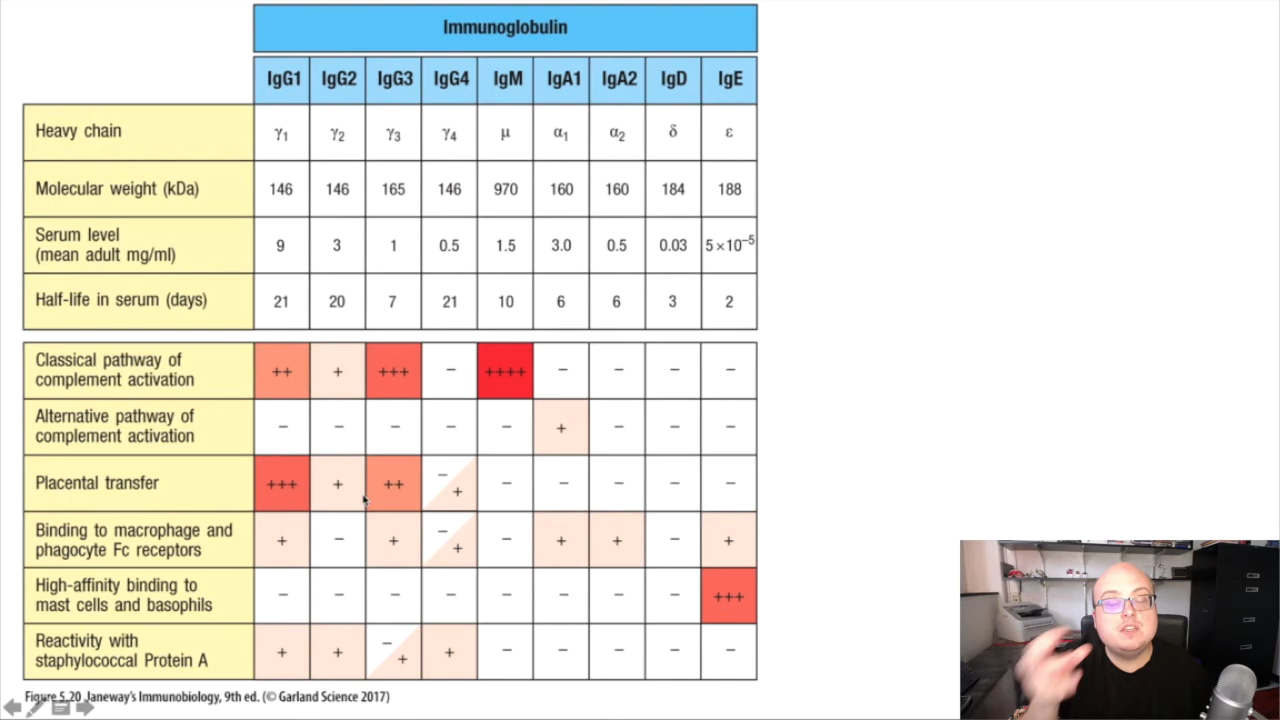 Immunoglobulin
IgG1 IgG2 IgG3 IgG4 IgM IgA1 IgA2 IgD IgE
Heavy chain γ1 γ2 γ3 γ4 μ α1 α2 δ ε
Molecular weight (kDa) 146 146 165 146 970 160 160 184 188
Serum level
(mean adult mg/ml) 9 3 1 0.5 1.5 3.0 0.5 0.03 5×10⁻⁵
Half-life in serum (days) 21 20 7 21 10 6 6 3 2
Classical pathway of
complement activation ++ + +++ – ++++ – – – –
Alternative pathway of
complement activation – – – – – + – – –
Placental transfer +++ + ++ – + – – – – –
Binding to macrophage and
phagocyte Fc receptors + – + – + – + + – +
High-affinity binding to
mast cells and basophils – – – – – – – – +++
Reactivity with
staphylococcal Protein A + + – + + – – – – –
Figure 5.20 Janeway's Immunobiology, 9th ed. (© Garland Science 2017)